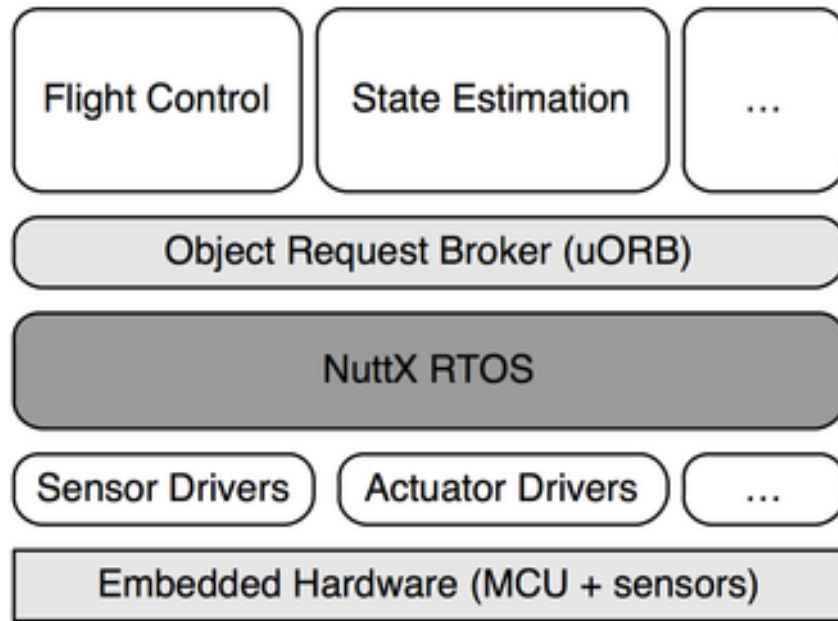 Flight Control
State Estimation
...
Object Request Broker (uORB)
NuttX RTOS
Sensor Drivers
Actuator Drivers
...
Embedded Hardware (MCU + sensors)